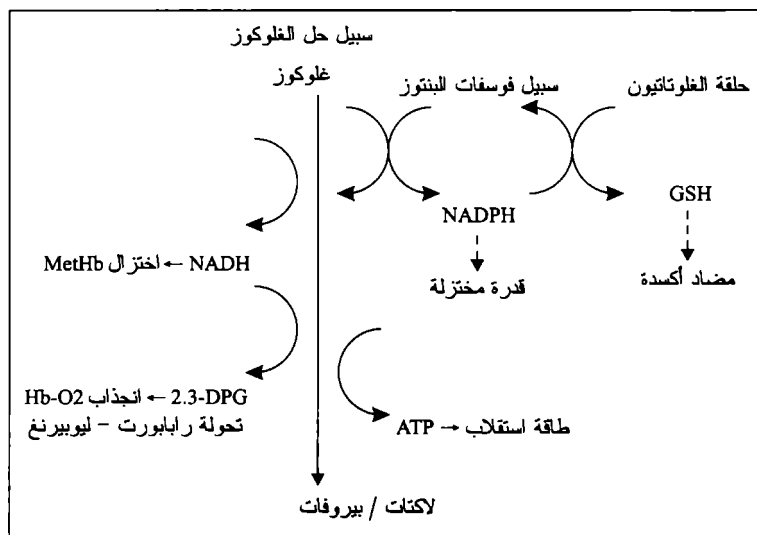 سبيل حل الغلوكوز
غلوكوز
سبيل فوسفات البنتوز
حلقة الغلوتاتيون
NADPH
GSH
قدرة مختزلة
مضاد أكسدة
NADH ← اختزال MetHb
2.3-DPG ← انجذاب Hb-O2
تحولة رابابورت - ليوبيرنغ
ATP → طاقة استقلاب
لاكتات / بيروفات